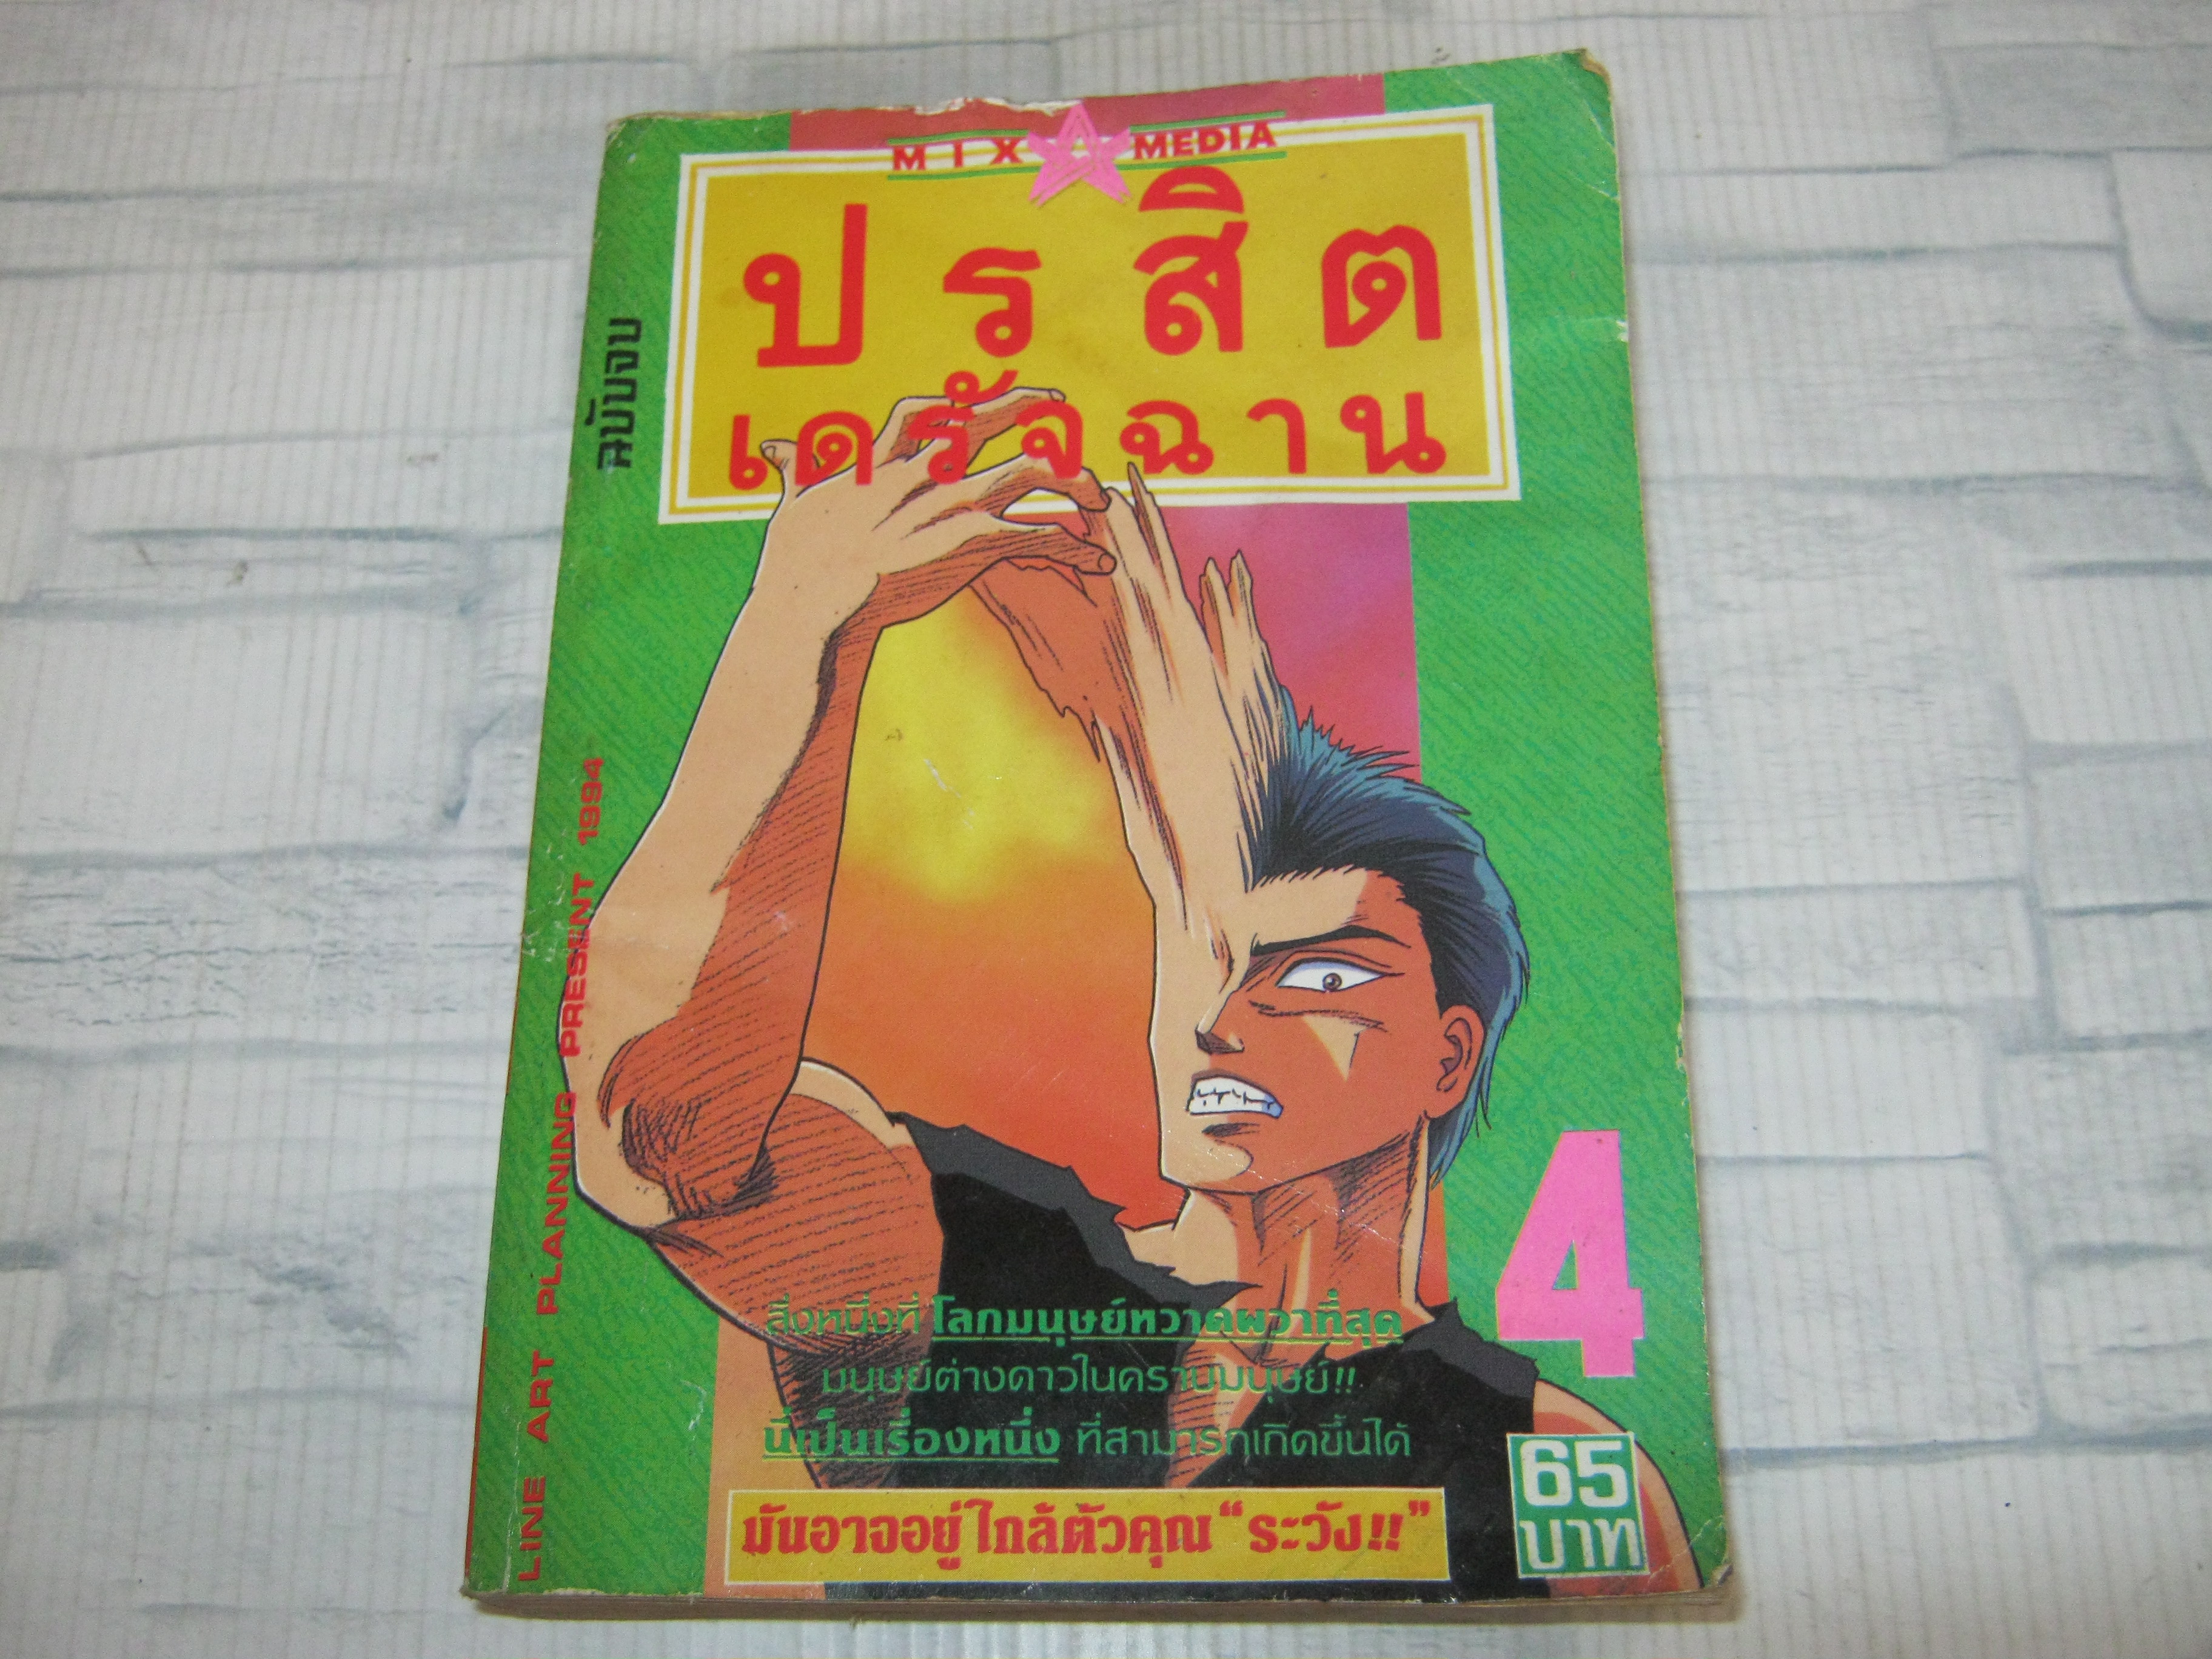 MIX MEDIA
ปรสิต
เดรัจฉาน
ฉบับจบ
LINE ART PLANNING PRESENT 1994
4
สิ่งหนึ่งที่ โลกมนุษย์หวาดผวาที่สุด
มนุษย์ต่างดาวในคราบมนุษย์!!
นี่เป็นเรื่องหนึ่ง ที่สามารถเกิดขึ้นได้
มันอาจอยู่ใกล้ตัวคุณ “ระวัง!!”
65
บาท